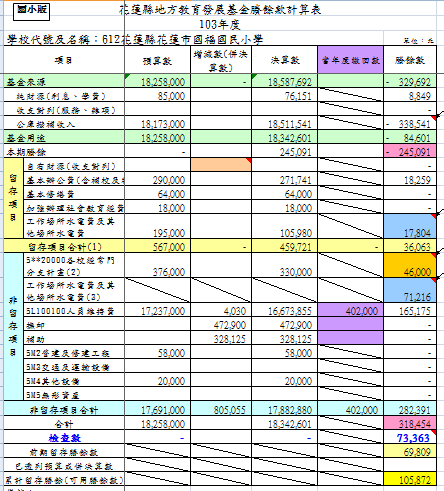 國小版
花蓮縣地方教育發展基金賸餘款計算表
103年度
學校代號及名稱：612花蓮縣花蓮市國福國民小學 單位：元
項目 預算數 增減數(併決算數) 決算數 當年度繳回數 賸餘數
基金來源 18,258,000 - 18,587,692 - 329,692
純財源(利息、學費) 85,000 76,151 8,849
收支對列(服務、雜項) -
公庫撥補收入 18,173,000 18,511,541 - 338,541
基金用途 18,258,000 18,342,601 - 84,601
本期賸餘 - 245,091 - 245,091
留存項目
自有財源(收支對列) -
基本辦公費(含補校及 290,000 271,741 18,259
基本修繕費 64,000 64,000 -
加強辦理社會教育經費 18,000 18,000 -
工作場所水電費及其他場所水電費 195,000 105,980 17,804
留存項目合計(1) 567,000 - 459,721 - 36,063
非留存項目
5**20000各校經常門分支計畫(2) 376,000 330,000 46,000
工作場所水電費及其他場所水電費(3) 71,216
5L100100人員維持費 17,237,000 4,030 16,673,855 402,000 165,175
撫卹 472,900 472,900 -
補助 328,125 328,125 -
5M2營建及修建工程 58,000 58,000 -
5M3交通及運輸設備 -
5M4其他設備 20,000 20,000 -
5M5無形資產 -
非留存項目合計 17,691,000 805,055 17,882,880 402,000 282,391
合計 18,258,000 18,342,601 318,454
檢查數 - - 73,363
前期留存賸餘數 69,809
已達到預算或併決算數
累計留存賸餘(可用賸餘數) 105,872